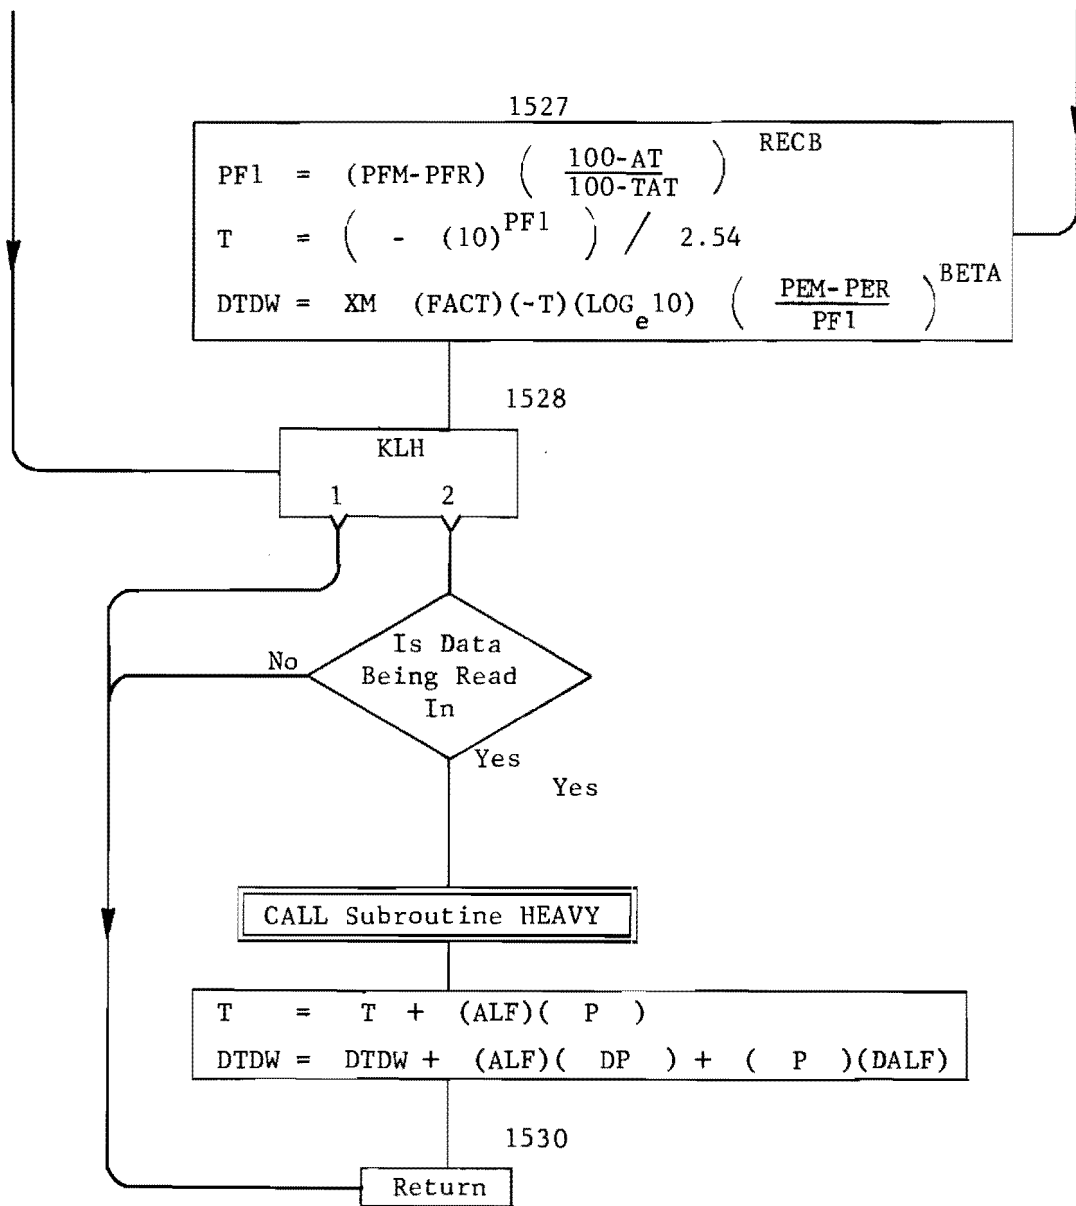 1527
PF1 = (PFM-PFR) ( 100-AT / 100-TAT ) RECB
T = ( - (10)^PF1 ) / 2.54
DTDW = XM (FACT)(-T)(LOGe10) ( PEM-PER / PF1 ) BETA
1528
KLH
1 2
Is Data
No Being Read
In
Yes
Yes
CALL Subroutine HEAVY
T = T + (ALF)( P )
DTDW = DTDW + (ALF)( DP ) + ( P )(DALF)
1530
Return